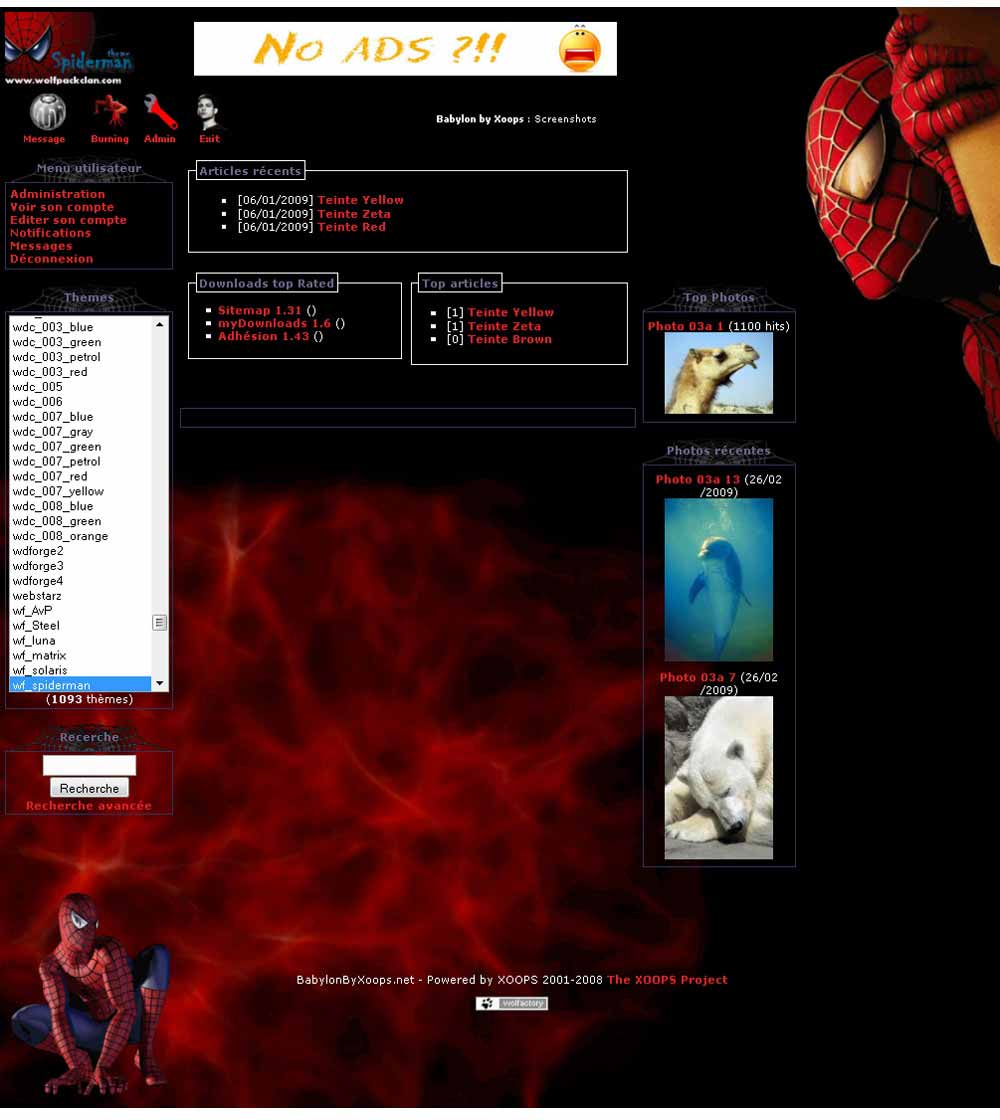 theme
Spiderman
www.wolfpackclan.com
No ADS ?!!
Message Burning Admin Exit
Babylon by Xoops : Screenshots
Menu utilisateur
Administration
Voir son compte
Editer son compte
Notifications
Messages
Déconnexion
Articles récents
[06/01/2009] Teinte Yellow
[06/01/2009] Teinte Zeta
[06/01/2009] Teinte Red
Downloads top Rated
Sitemap 1.31 ()
myDownloads 1.6 ()
Adhésion 1.43 ()
Top articles
[1] Teinte Yellow
[1] Teinte Zeta
[0] Teinte Brown
Themes
wdc_003_blue
wdc_003_green
wdc_003_petrol
wdc_003_red
wdc_005
wdc_006
wdc_007_blue
wdc_007_gray
wdc_007_green
wdc_007_petrol
wdc_007_red
wdc_007_yellow
wdc_008_blue
wdc_008_green
wdc_008_orange
wdforge2
wdforge3
wdforge4
webstarz
wf_AvP
wf_Steel
wf_luna
wf_matrix
wf_solaris
wf_spiderman
(1093 thèmes)
Recerche
Recherche
Recherche avancée
Top Photos
Photo 03a 1 (1100 hits)
Photos récentes
Photo 03a 13 (26/02
/2009)
Photo 03a 7 (26/02
/2009)
BabylonByXoops.net - Powered by XOOPS 2001-2008 The XOOPS Project
wolfactory